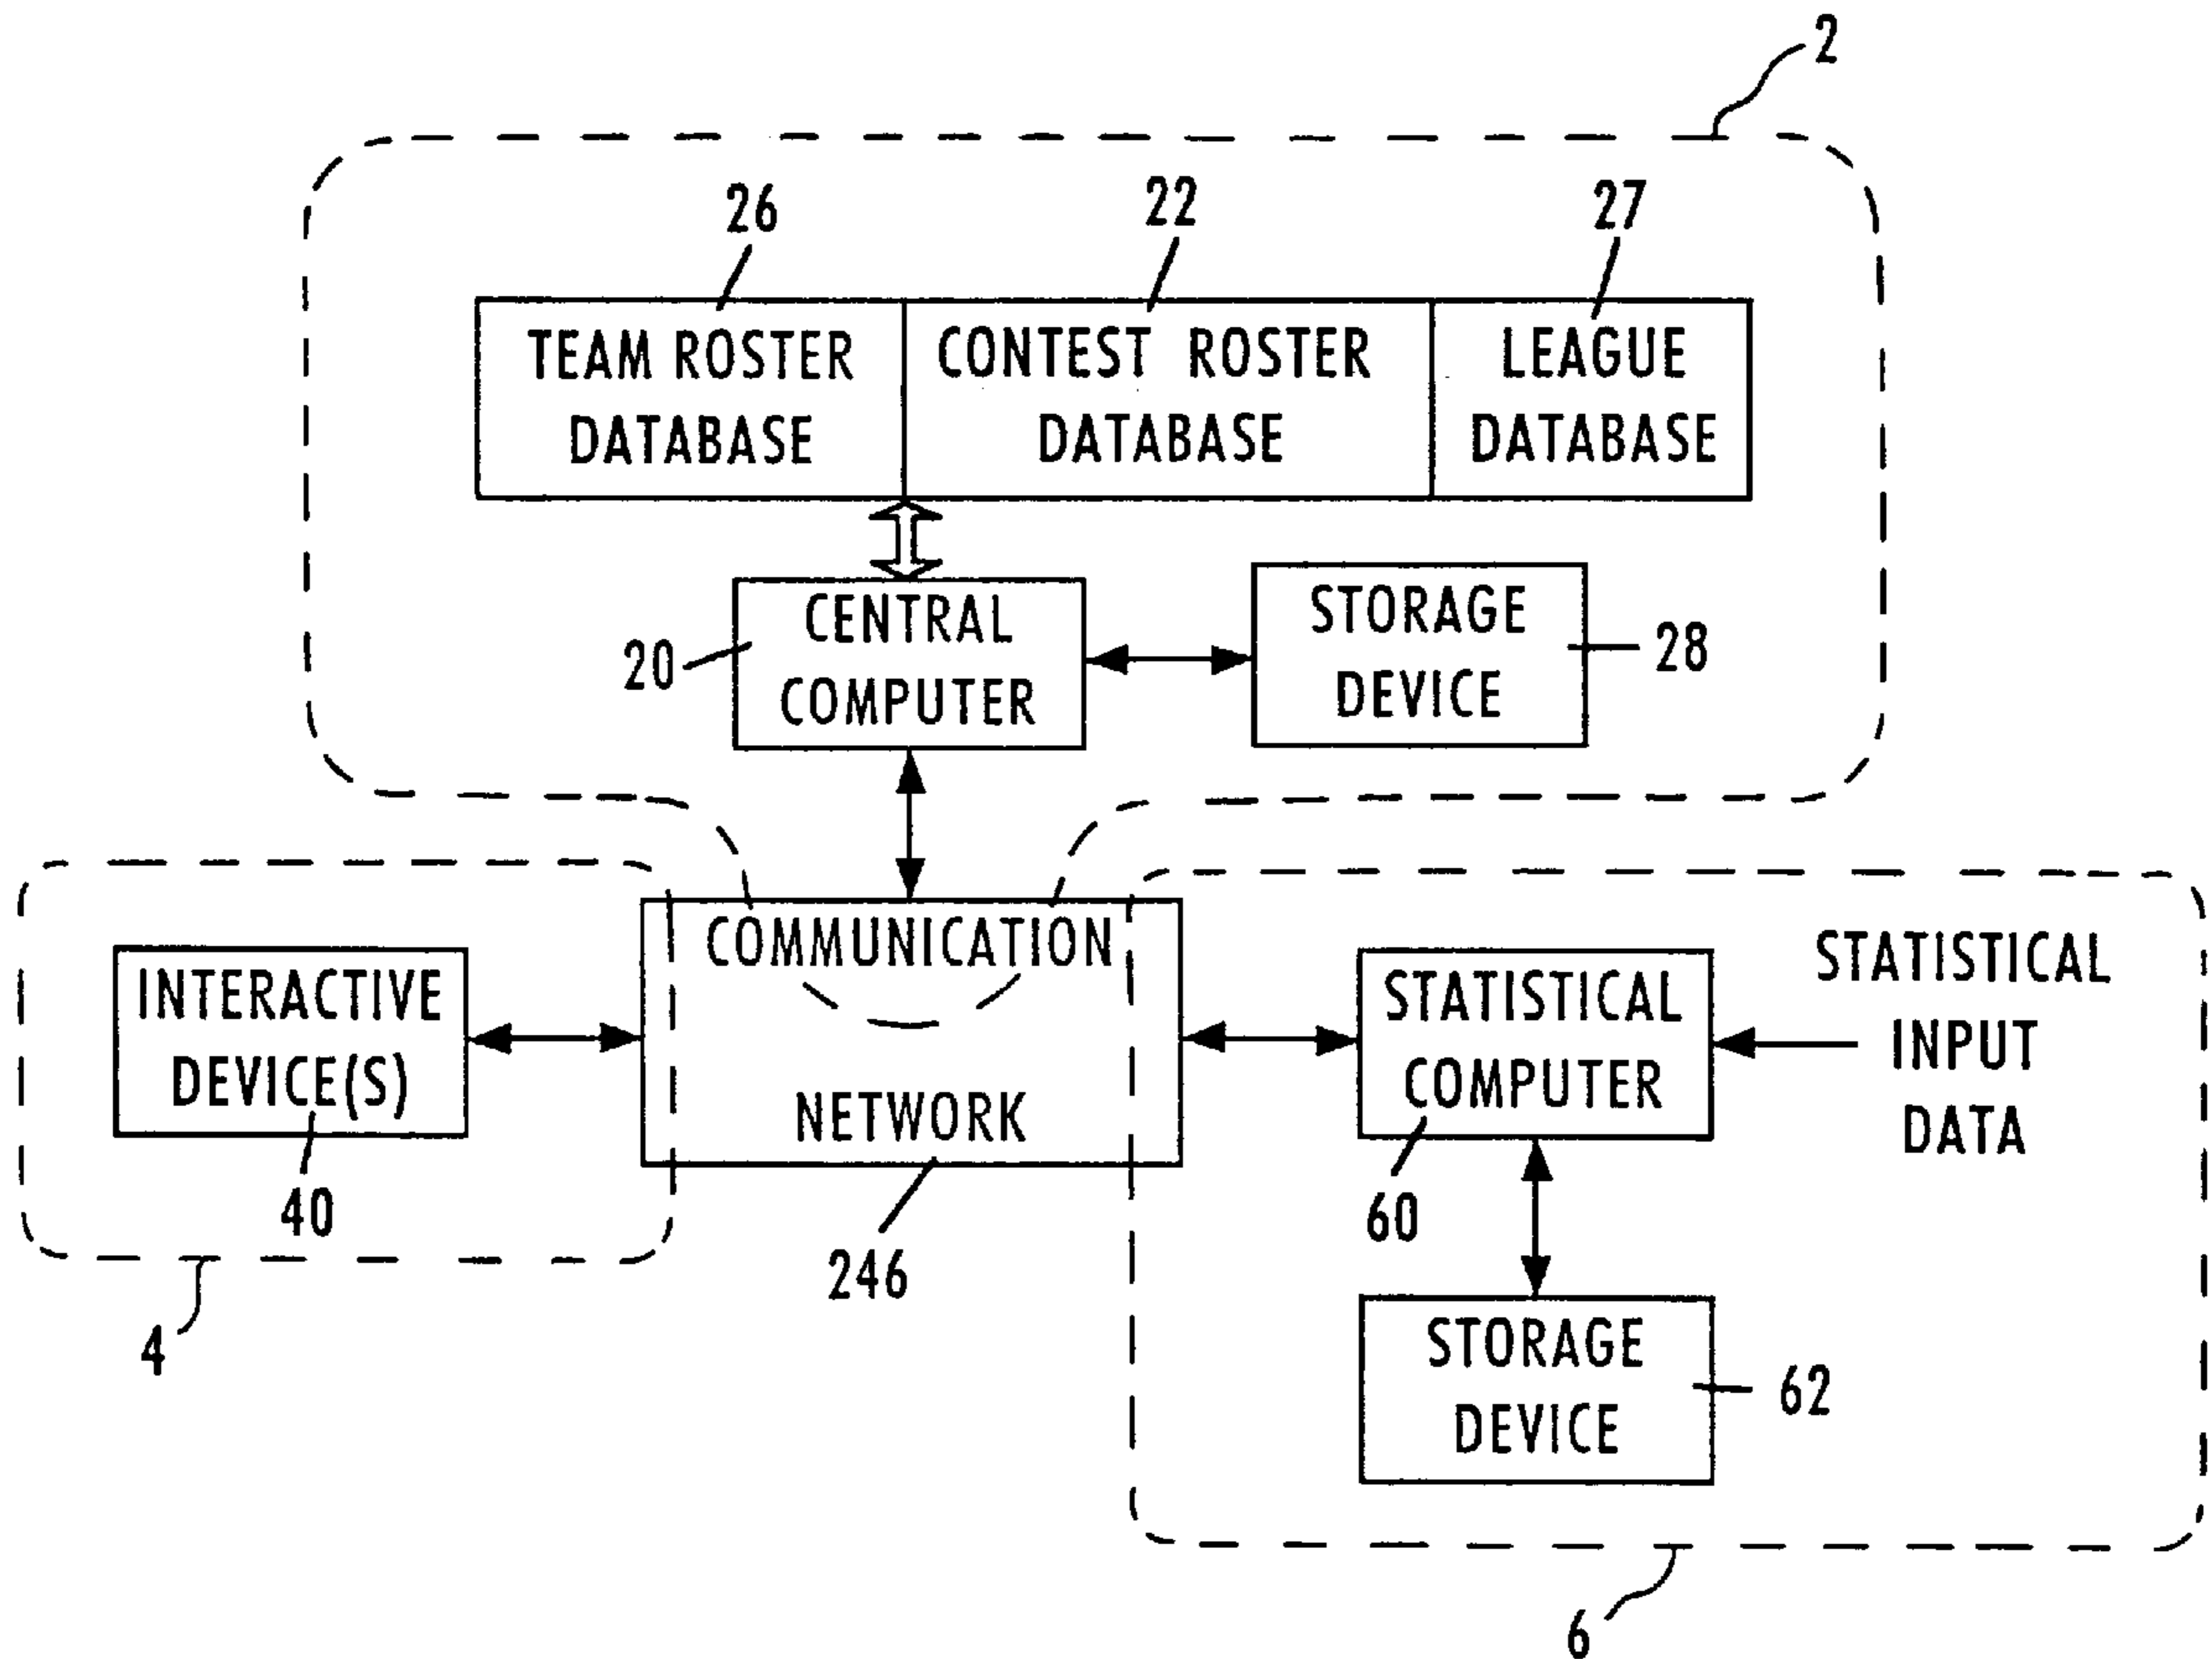 2
26
22
27
TEAM ROSTER
DATABASE
CONTEST ROSTER
DATABASE
LEAGUE
DATABASE
20
CENTRAL
COMPUTER
STORAGE
DEVICE
28
INTERACTIVE
DEVICE(S)
40
4
COMMUNICATION
NETWORK
246
STATISTICAL
COMPUTER
60
STATISTICAL
INPUT
DATA
STORAGE
DEVICE
62
6